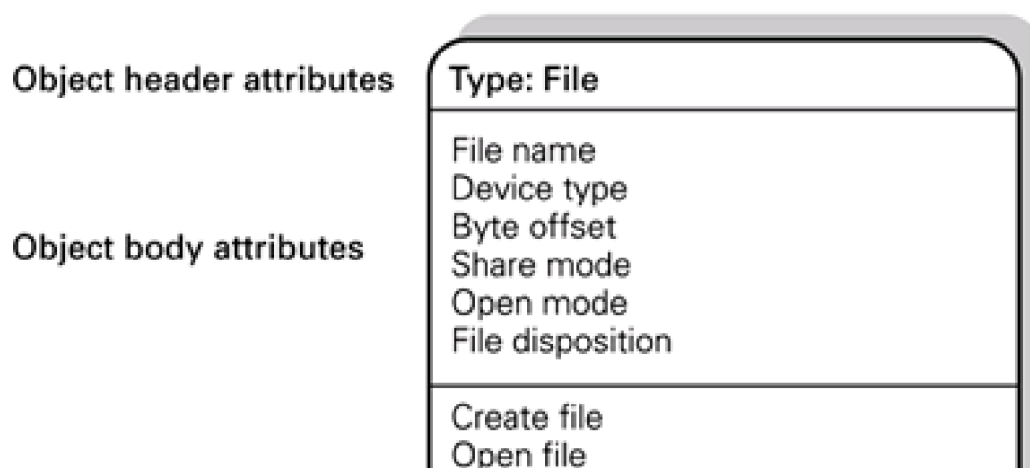 Object header attributes
Type: File
File name
Device type
Byte offset
Object body attributes
Share mode
Open mode
File disposition
Create file
Open file